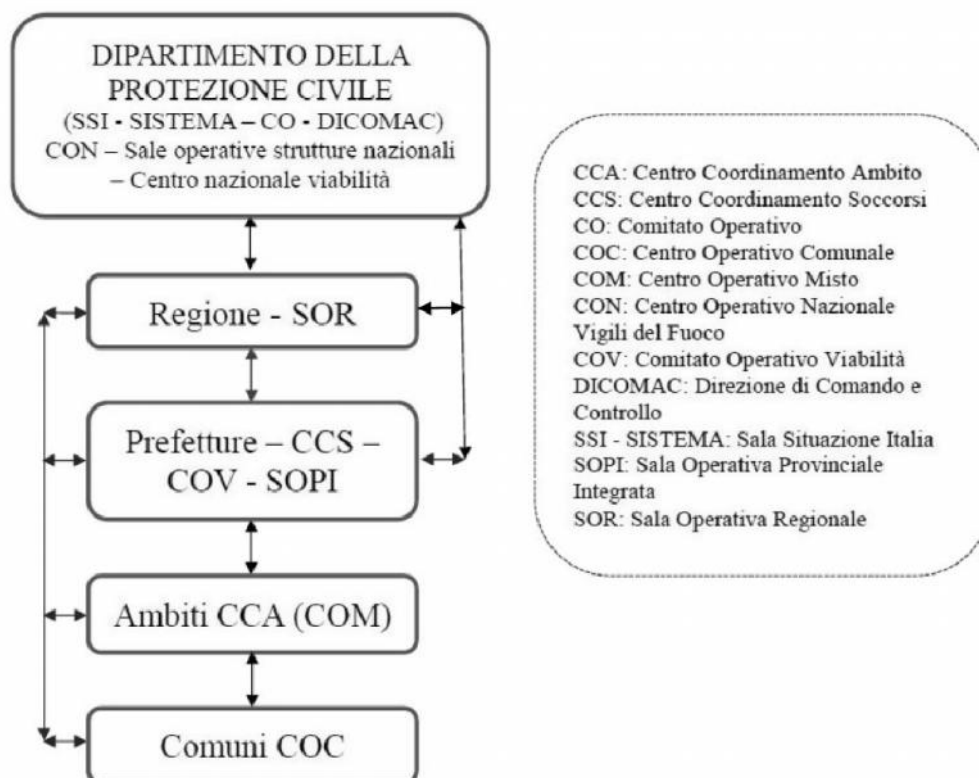 DIPARTIMENTO DELLA
PROTEZIONE CIVILE
(SSI - SISTEMA – CO - DICOMAC)
CON – Sale operative strutture nazionali
– Centro nazionale viabilità
Regione - SOR
Prefetture – CCS –
COV - SOPI
Ambiti CCA (COM)
Comuni COC
CCA: Centro Coordinamento Ambito
CCS: Centro Coordinamento Soccorsi
CO: Comitato Operativo
COC: Centro Operativo Comunale
COM: Centro Operativo Misto
CON: Centro Operativo Nazionale
Vigili del Fuoco
COV: Comitato Operativo Viabilità
DICOMAC: Direzione di Comando e
Controllo
SSI - SISTEMA: Sala Situazione Italia
SOPI: Sala Operativa Provinciale
Integrata
SOR: Sala Operativa Regionale